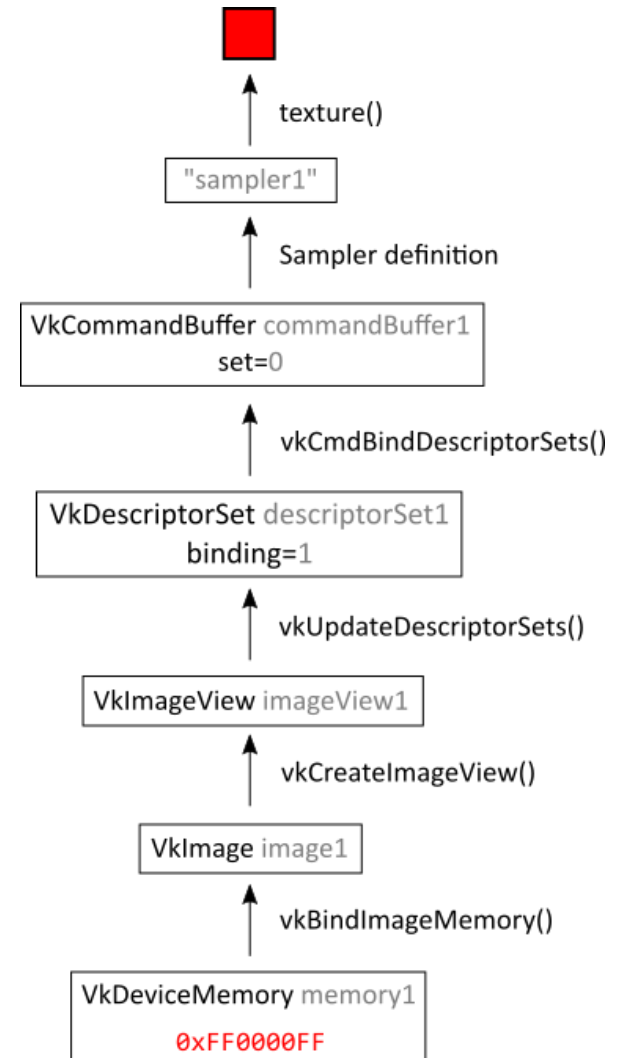 texture()
"sampler1"
Sampler definition
VkCommandBuffer commandBuffer1
set=0
vkCmdBindDescriptorSets()
VkDescriptorSet descriptorSet1
binding=1
vkUpdateDescriptorSets()
VkImageView imageView1
vkCreateImageView()
VkImage image1
vkBindImageMemory()
VkDeviceMemory memory1
0xFF0000FF